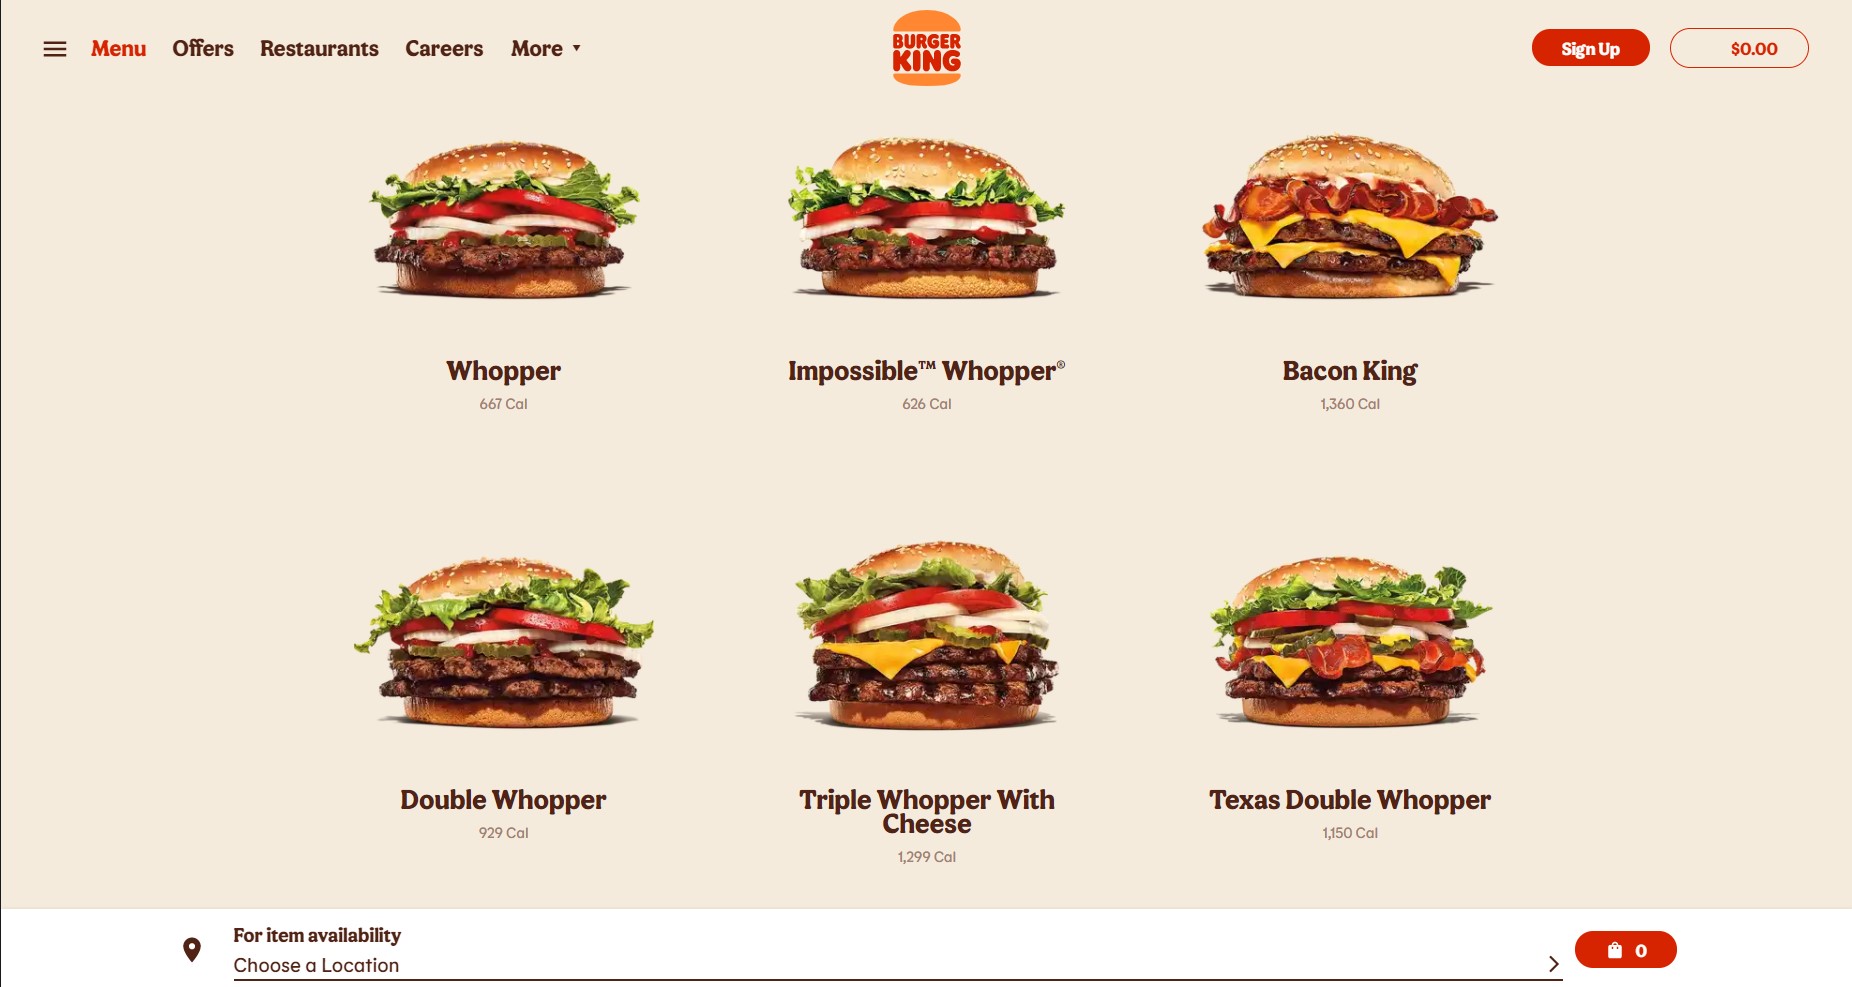 Menu Offers Restaurants Careers More
BURGER
KING
Sign Up
$0.00
Whopper
667 Cal
Impossible™ Whopper®
626 Cal
Bacon King
1,360 Cal
Double Whopper
929 Cal
Triple Whopper With
Cheese
1,299 Cal
Texas Double Whopper
1,150 Cal
For item availability
Choose a Location
0